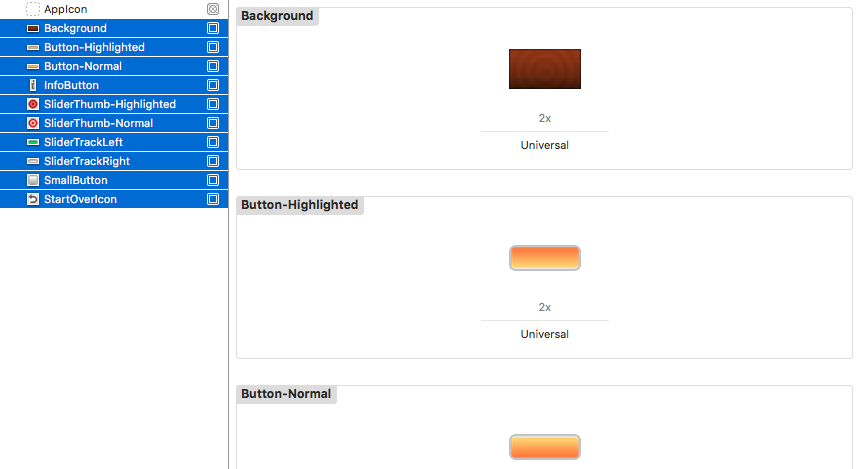 AppIcon
Background
Button-Highlighted
Button-Normal
InfoButton
SliderThumb-Highlighted
SliderThumb-Normal
SliderTrackLeft
SliderTrackRight
SmallButton
StartOverIcon
Background
2x
Universal
Button-Highlighted
2x
Universal
Button-Normal